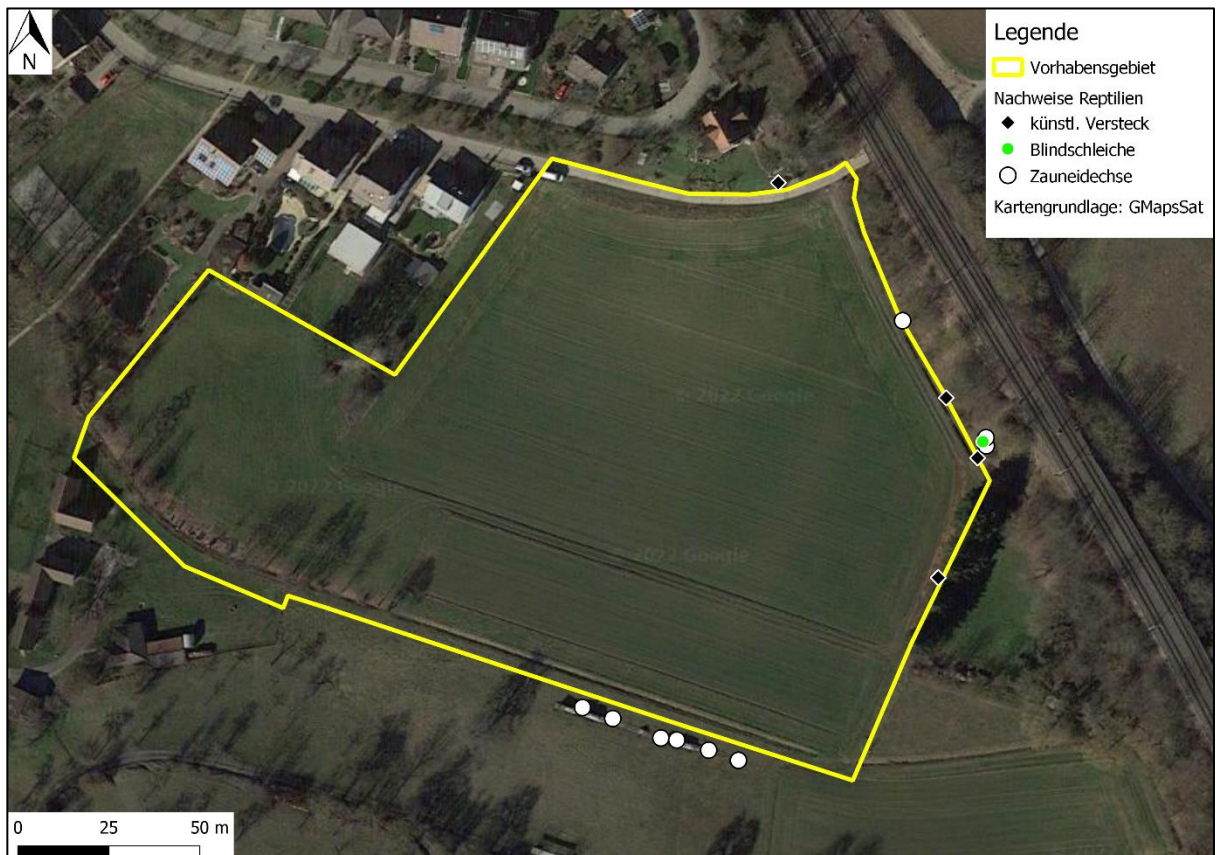 N
Legende
Vorhabensgebiet
Nachweise Reptilien
künstl. Versteck
Blindschleiche
Zauneidechse
Kartengrundlage: GMapsSat
© 2022 Google
2022 Google
© 2022 Google
0 25 50 m